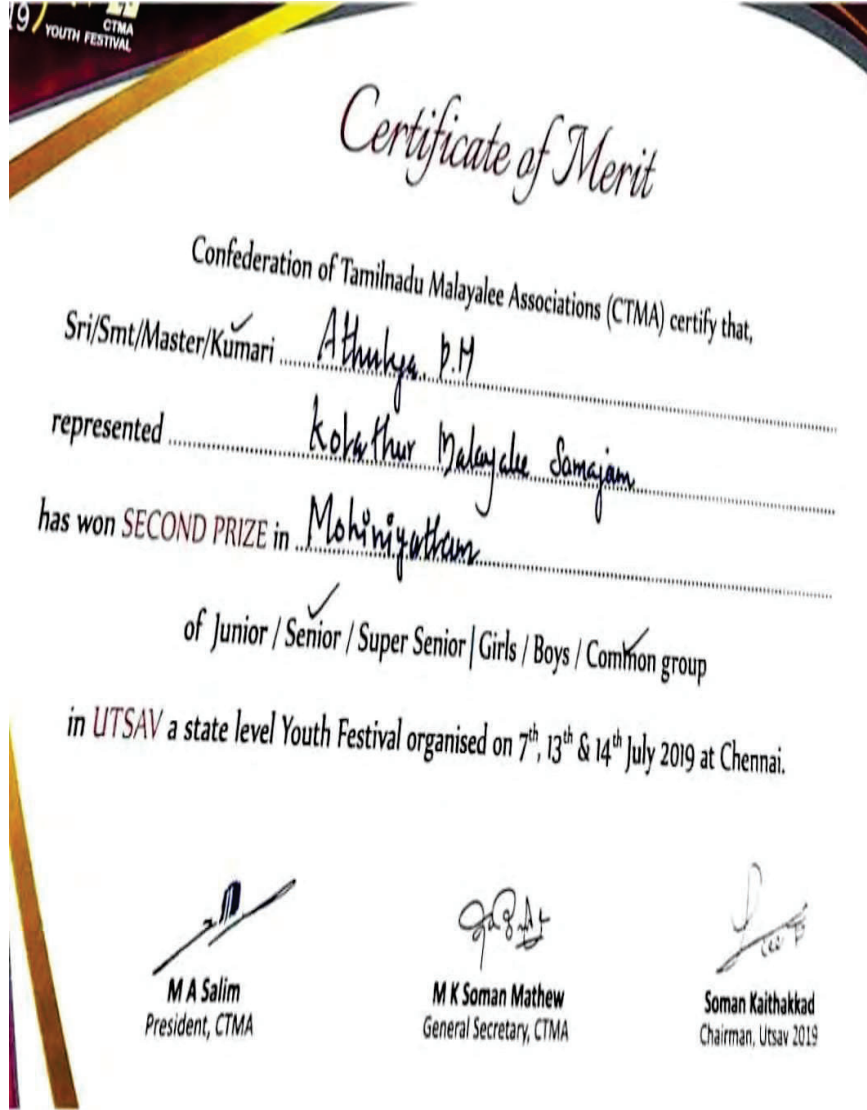 19 CTMA
YOUTH FESTIVAL
Certificate of Merit
Confederation of Tamilnadu Malayalee Associations (CTMA) certify that,
Sri/Smt/Master/Kumari Athulya P.M
represented Kolathur Malayalee Samajam
has won SECOND PRIZE in Mohiniyattam
of Junior / Senior / Super Senior | Girls / Boys / Common group
in UTSAV a state level Youth Festival organised on 7th, 13th & 14th July 2019 at Chennai.
M A Salim
President, CTMA
M K Soman Mathew
General Secretary, CTMA
Soman Kaithakkad
Chairman, Utsav 2019